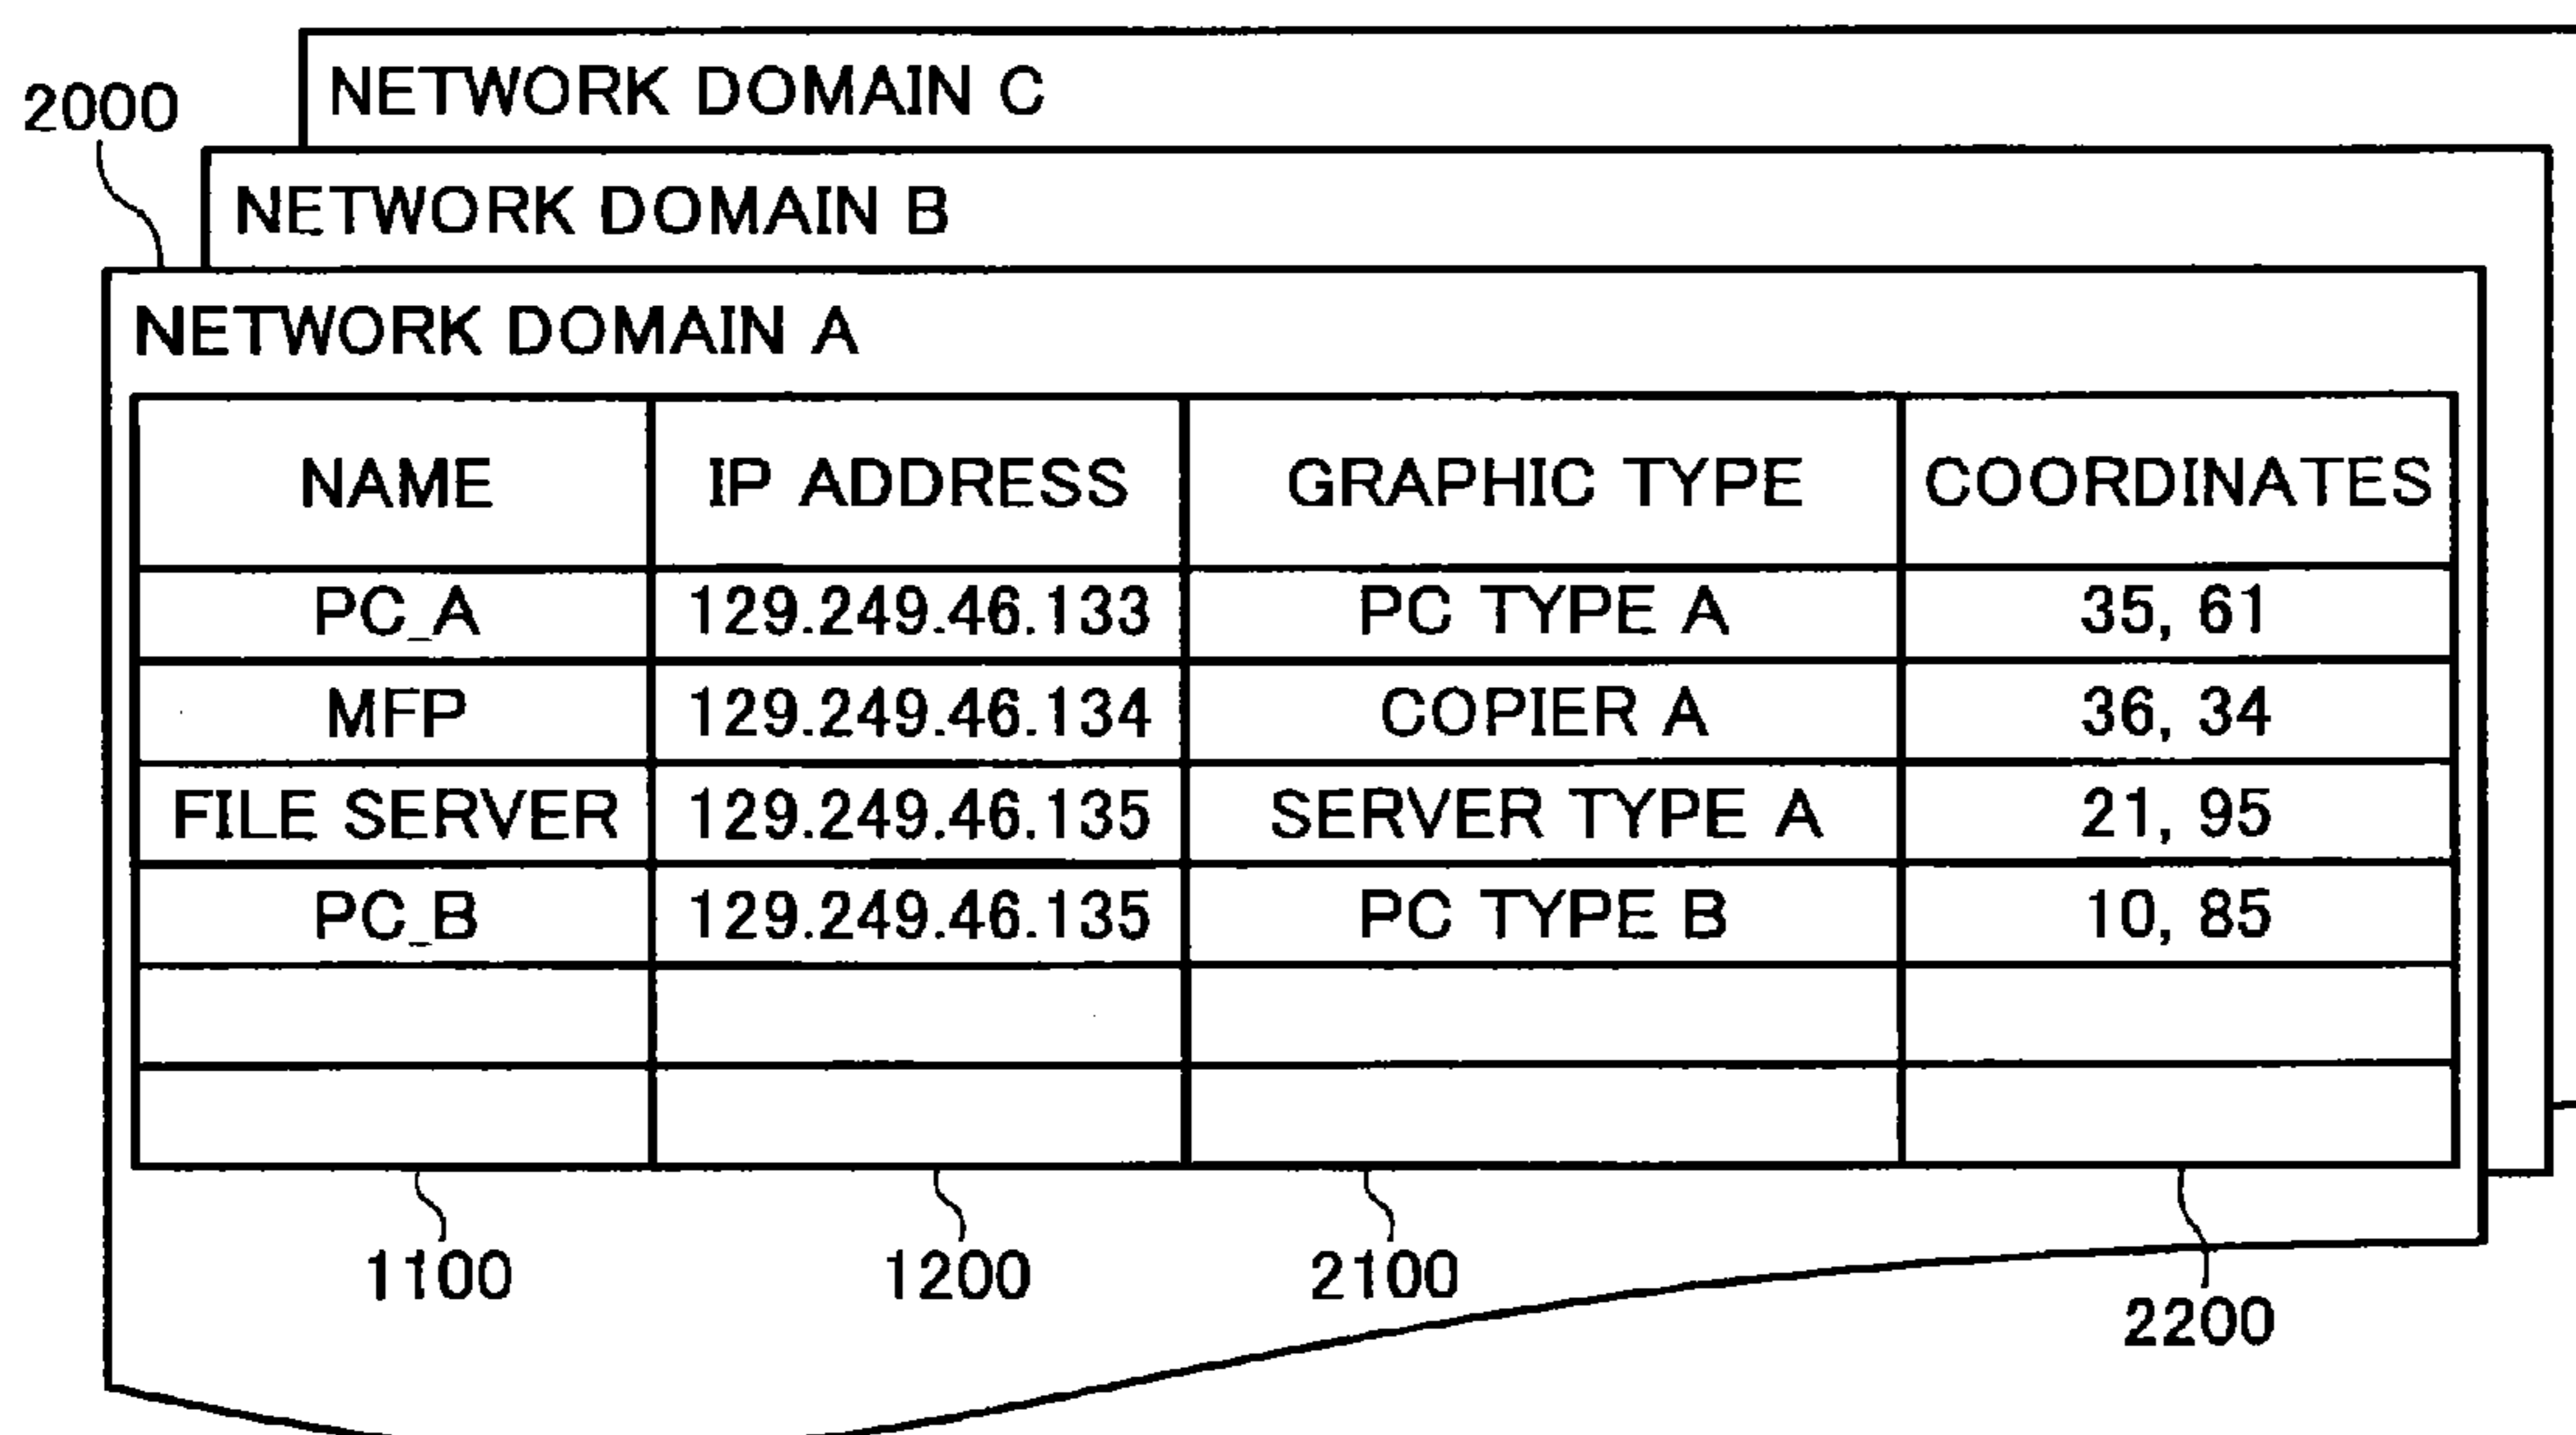 NETWORK DOMAIN C
2000
NETWORK DOMAIN B
NETWORK DOMAIN A
NAME IP ADDRESS GRAPHIC TYPE COORDINATES
PC_A 129.249.46.133 PC TYPE A 35, 61
MFP 129.249.46.134 COPIER A 36, 34
FILE SERVER 129.249.46.135 SERVER TYPE A 21, 95
PC_B 129.249.46.135 PC TYPE B 10, 85
1100 1200 2100 2200